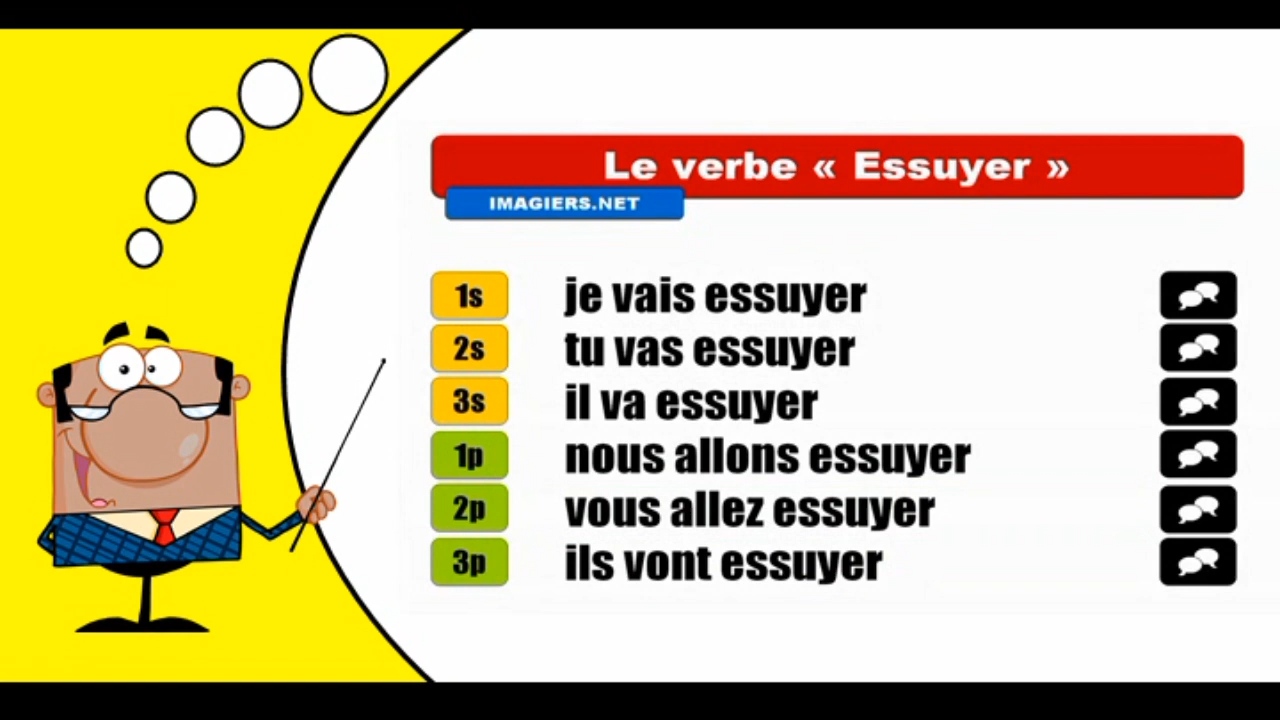 Le verbe « Essuyer »
IMAGIERS.NET
1s je vais essuyer
2s tu vas essuyer
3s il va essuyer
1p nous allons essuyer
2p vous allez essuyer
3p ils vont essuyer